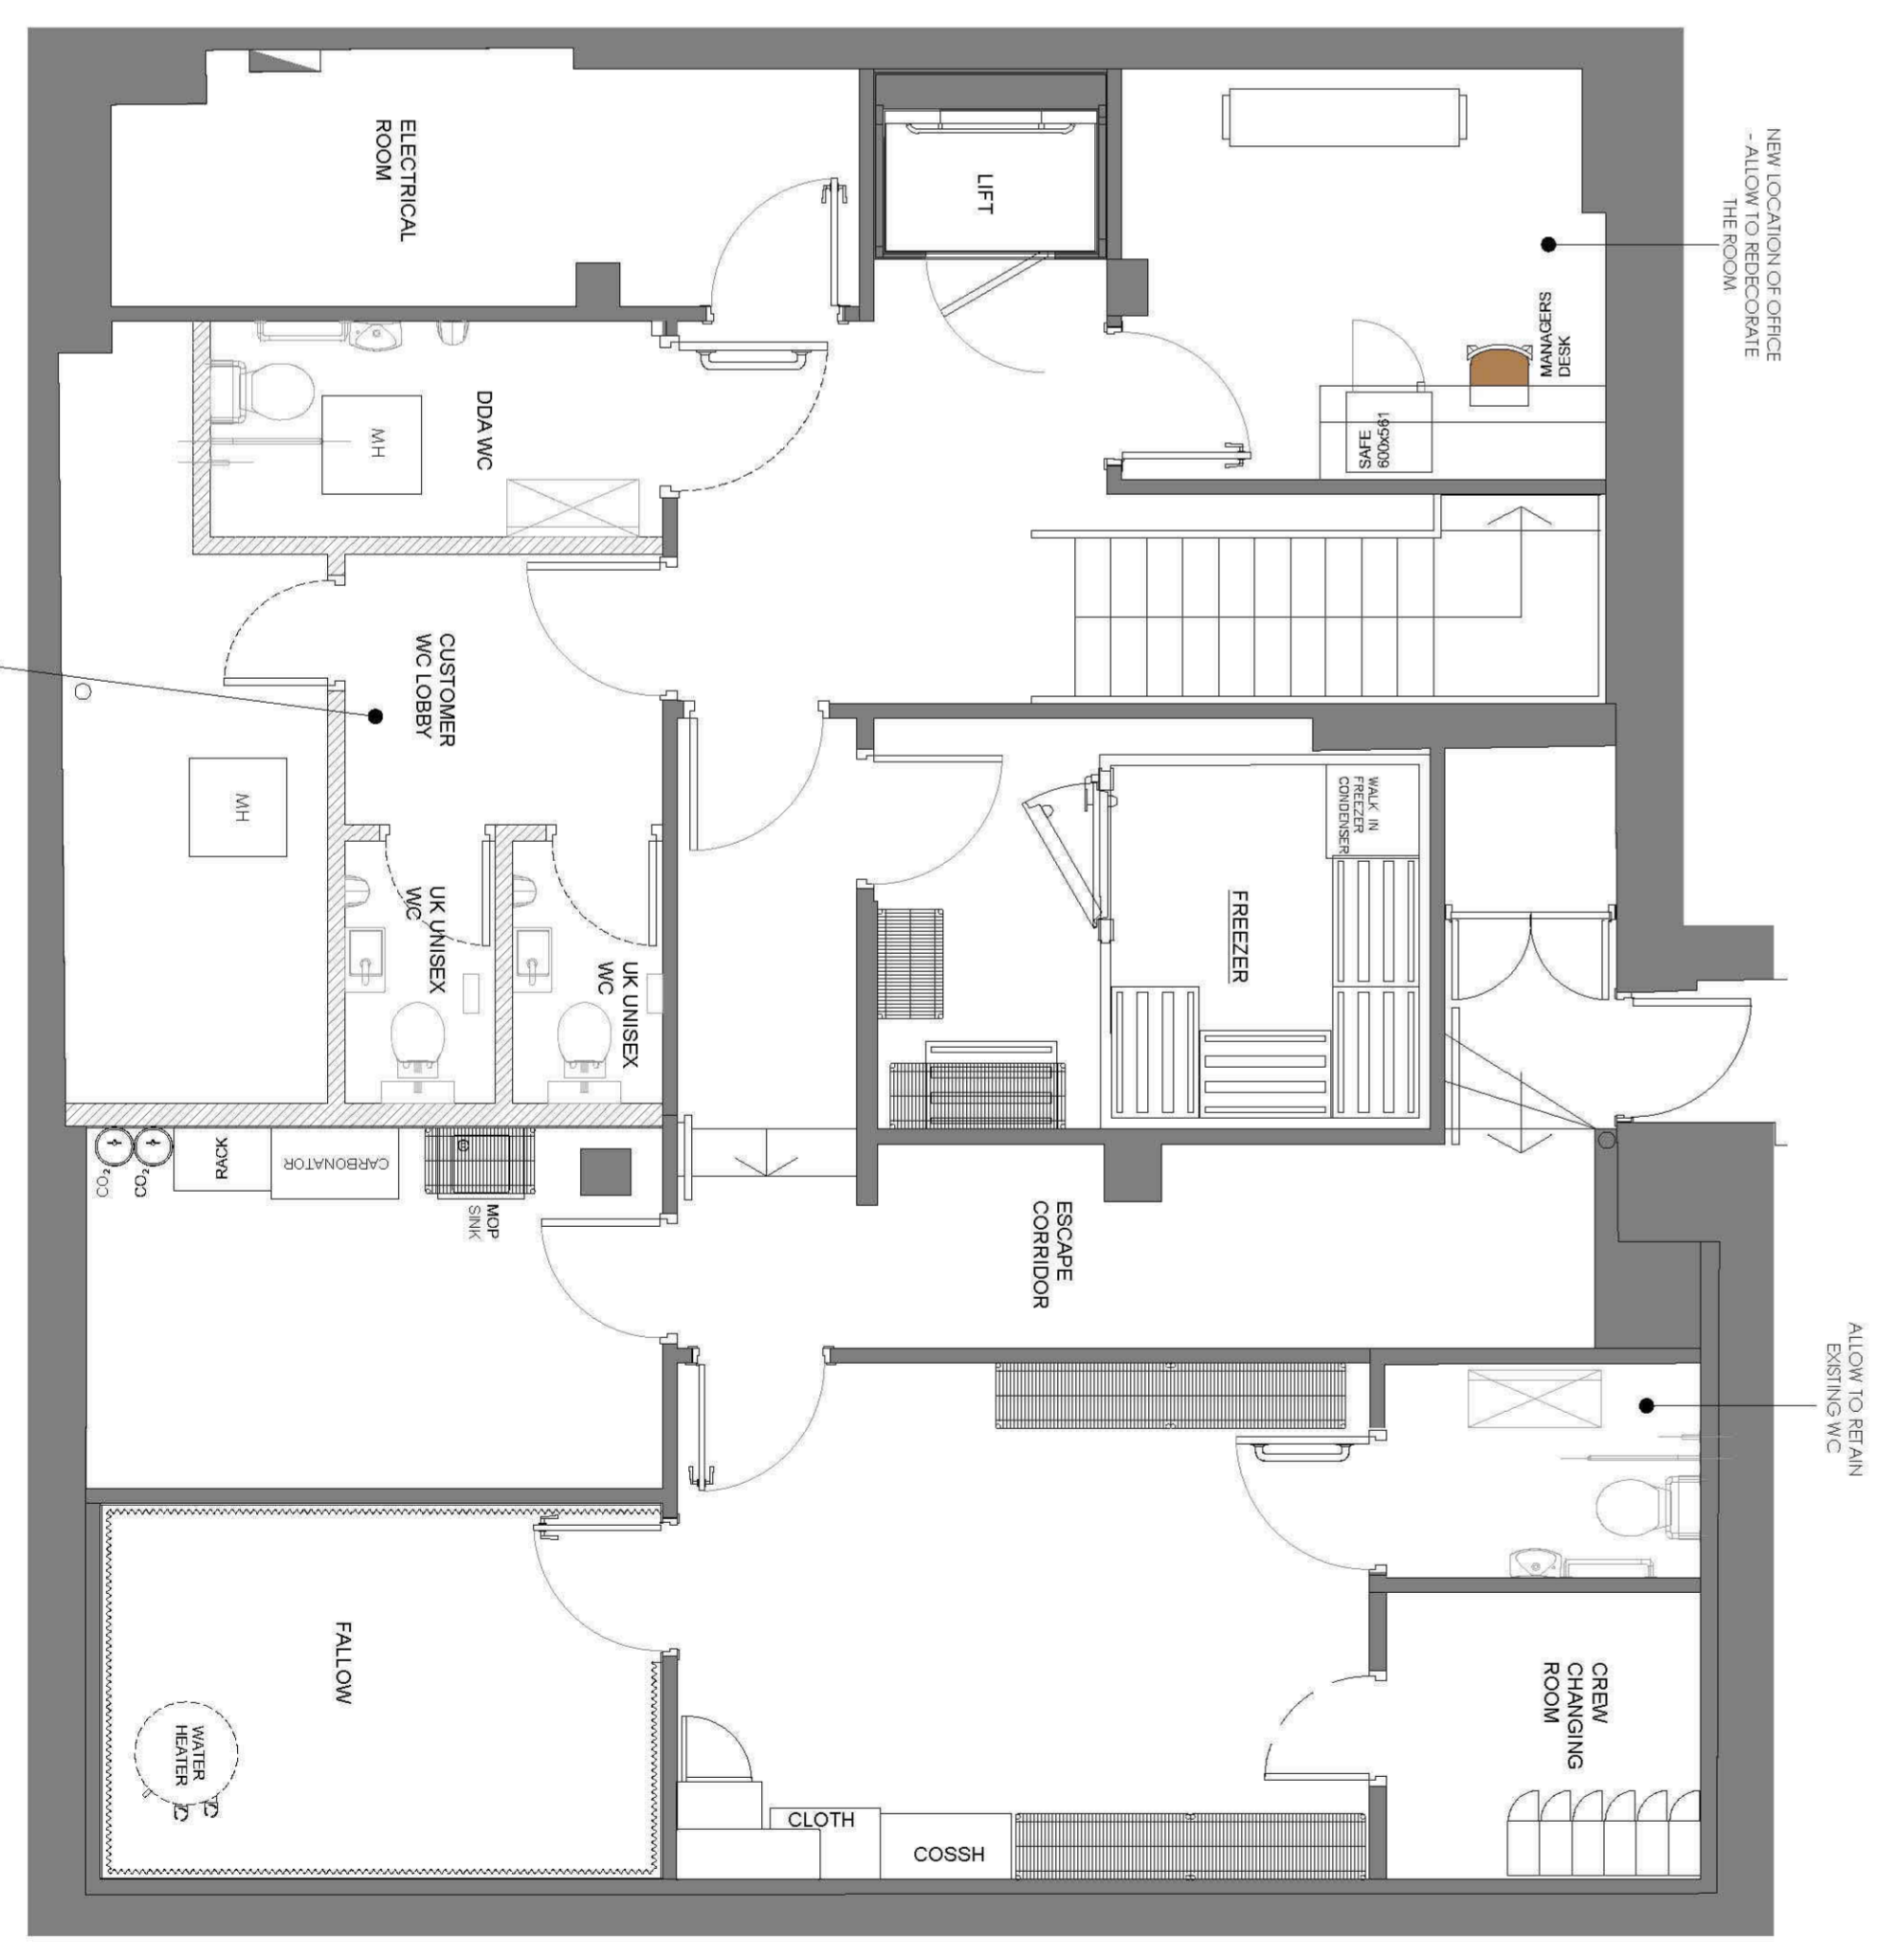 NEW LOCATION OF OFFICE
- ALLOW TO REDECORATE
THE ROOM
ELECTRICAL
ROOM
LIFT
MANAGERS
DESK
SAFE
600x561
DDA WC
MH
CUSTOMER
WC LOBBY
MH
UK UNISEX
WC
UK UNISEX
WC
WALK IN
FREEZER
CONDENSER
FREEZER
CO2
CO2
RACK
CARBONATOR
MOP
SINK
ESCAPE
CORRIDOR
ALLOW TO RETAIN
EXISTING WC
FALLOW
WATER
HEATER
CREW
CHANGING
ROOM
CLOTH
COSSH